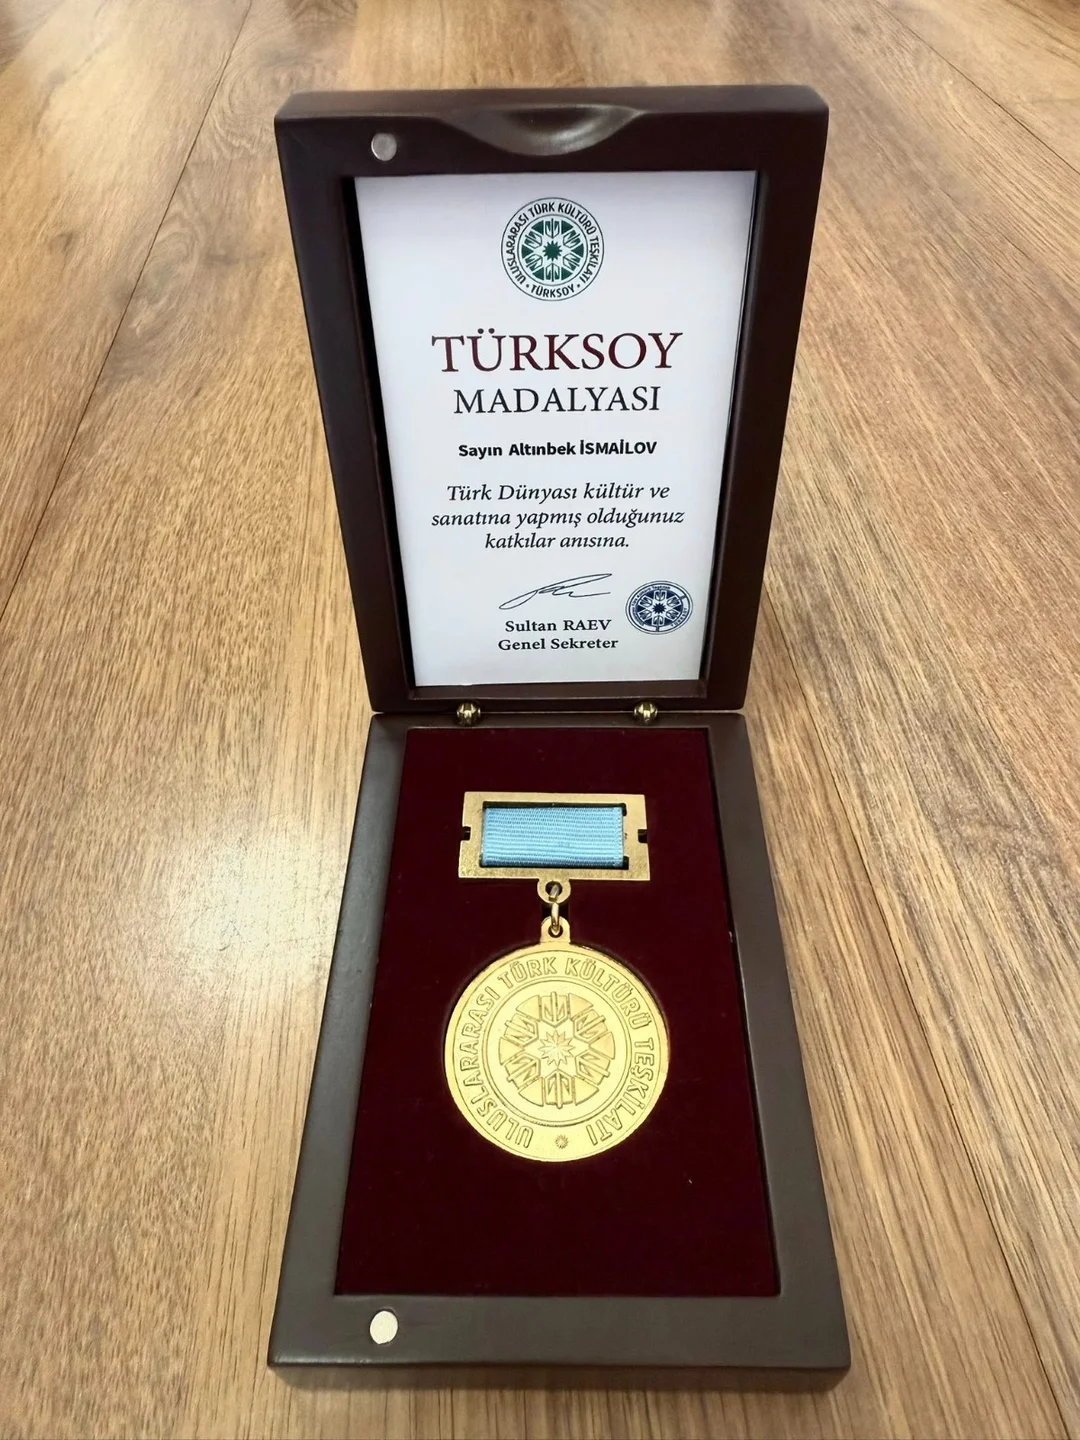 ULUSLARARASI TÜRK KÜLTÜRÜ TEŞKİLATI
• TÜRKSOY •
TÜRKSOY
MADALYASI
Sayın Altınbek İSMAİLOV
Türk Dünyası kültür ve
sanatına yapmış olduğunuz
katkılar anısına.
Sultan RAEV
Genel Sekreter
ULUSLARARASI TÜRK KÜLTÜRÜ TEŞKİLATI